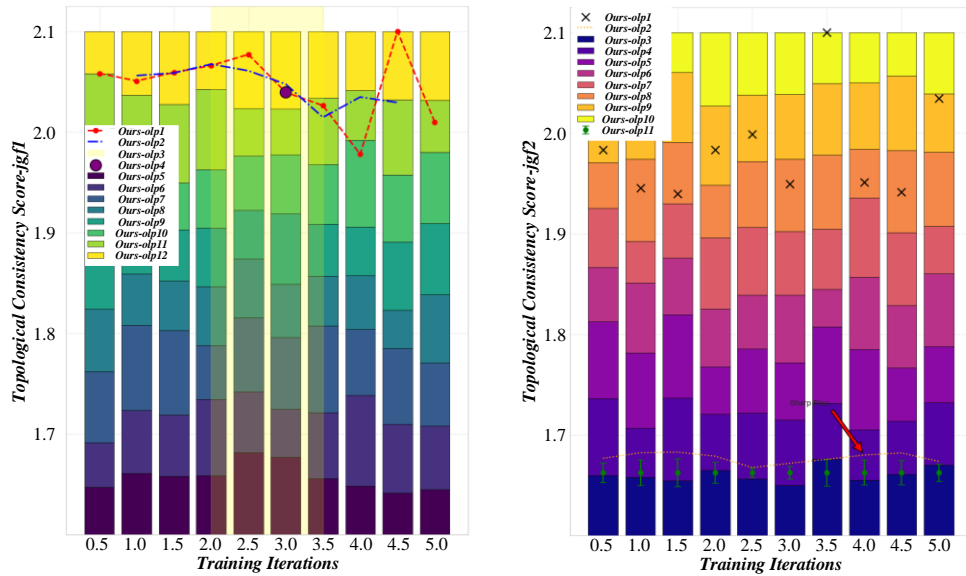 2.1
2.0
1.9
1.8
1.7
Topological Consistency Score-jgf1
Ours-olp1
Ours-olp2
Ours-olp3
Ours-olp4
Ours-olp5
Ours-olp6
Ours-olp7
Ours-olp8
Ours-olp9
Ours-olp10
Ours-olp11
Ours-olp12
0.5 1.0 1.5 2.0 2.5 3.0 3.5 4.0 4.5 5.0
Training Iterations
2.1
2.0
1.9
1.8
1.7
Topological Consistency Score-jgf2
Ours-olp1
Ours-olp2
Ours-olp3
Ours-olp4
Ours-olp5
Ours-olp6
Ours-olp7
Ours-olp8
Ours-olp9
Ours-olp10
Ours-olp11
Sharp
0.5 1.0 1.5 2.0 2.5 3.0 3.5 4.0 4.5 5.0
Training Iterations